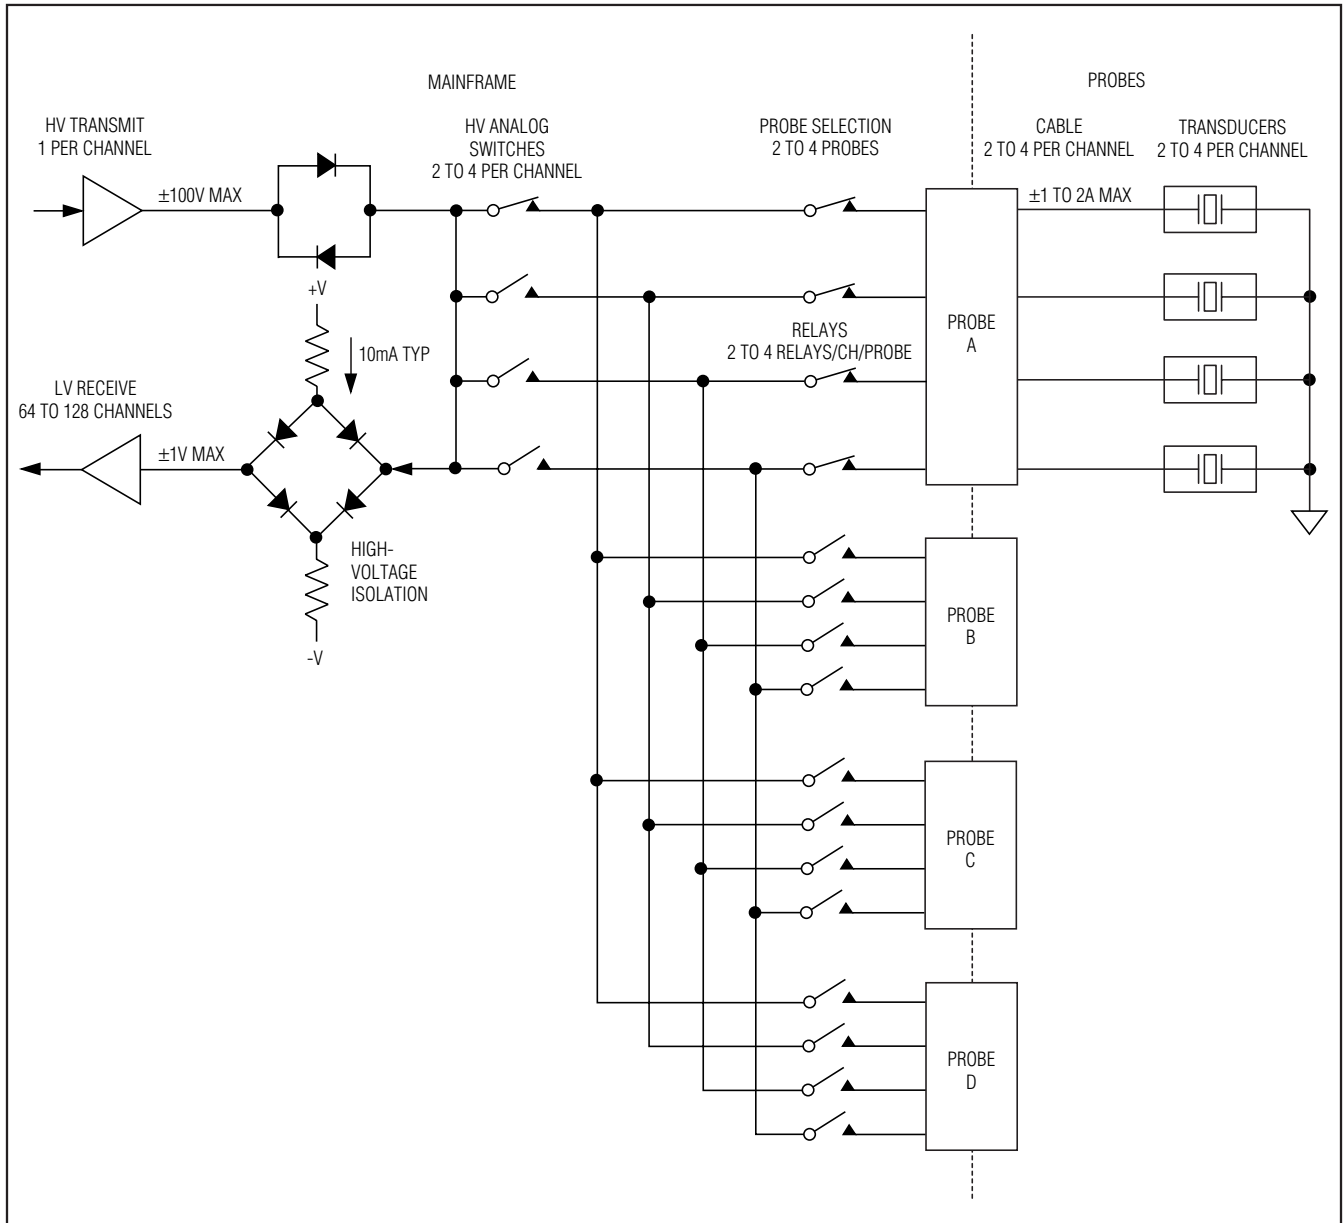 MAINFRAME
PROBES
HV TRANSMIT
1 PER CHANNEL
HV ANALOG
SWITCHES
2 TO 4 PER CHANNEL
PROBE SELECTION
2 TO 4 PROBES
CABLE
2 TO 4 PER CHANNEL
TRANSDUCERS
2 TO 4 PER CHANNEL
±100V MAX
±1 TO 2A MAX
+V
10mA TYP
RELAYS
2 TO 4 RELAYS/CH/PROBE
PROBE
A
LV RECEIVE
64 TO 128 CHANNELS
±1V MAX
HIGH-
VOLTAGE
ISOLATION
-V
PROBE
B
PROBE
C
PROBE
D